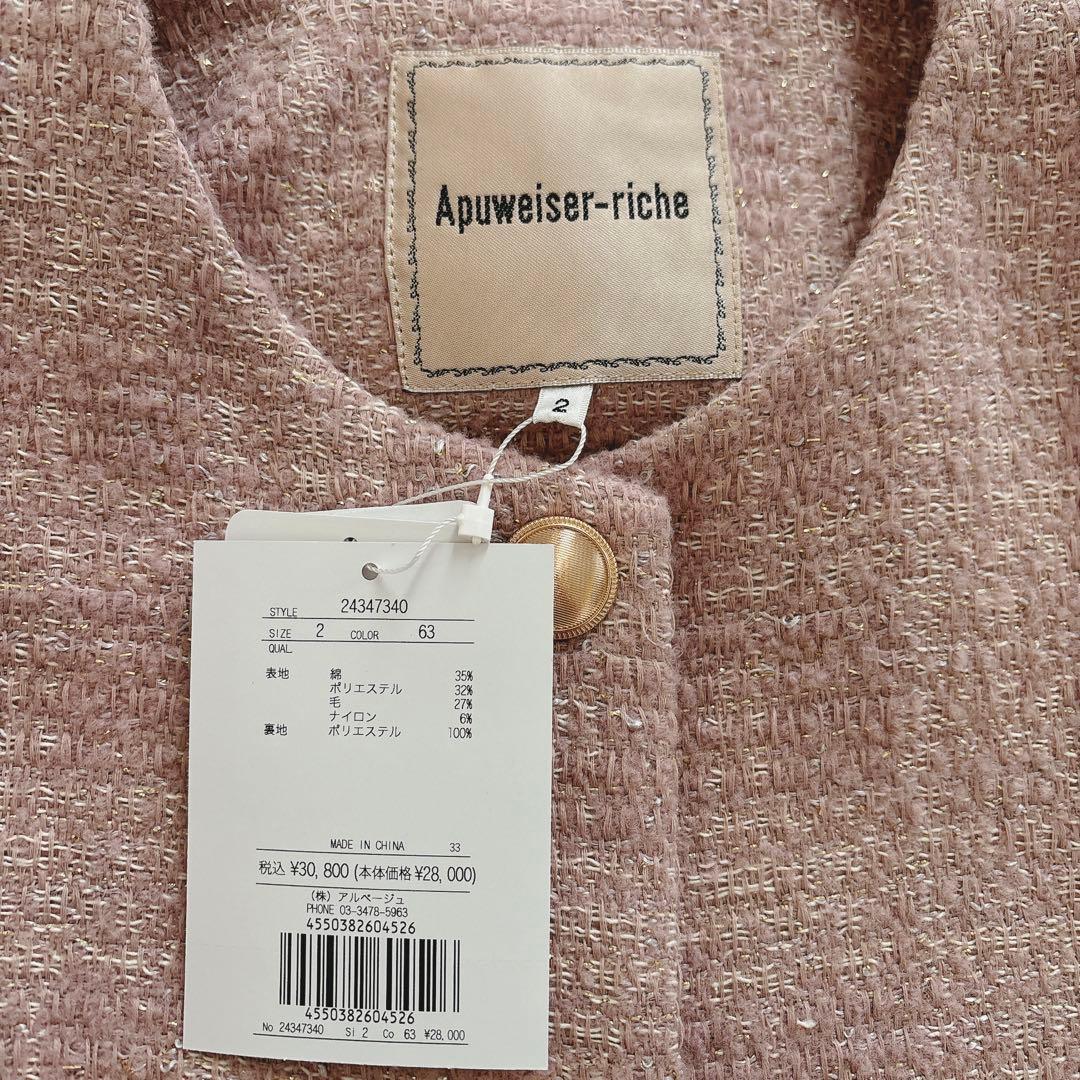 Apuweiser-riche
2
STYLE 24347340
SIZE 2 COLOR 63
QUAL
表地 綿 35%
ポリエステル 32%
毛 27%
ナイロン 6%
裏地 ポリエステル 100%
MADE IN CHINA 33
税込 ¥30,800 (本体価格 ¥28,000)
(株) アルページュ
PHONE 03-3478-5963
4550382604526
4550382604526
No 24347340 Si 2 Co 63 ¥28,000